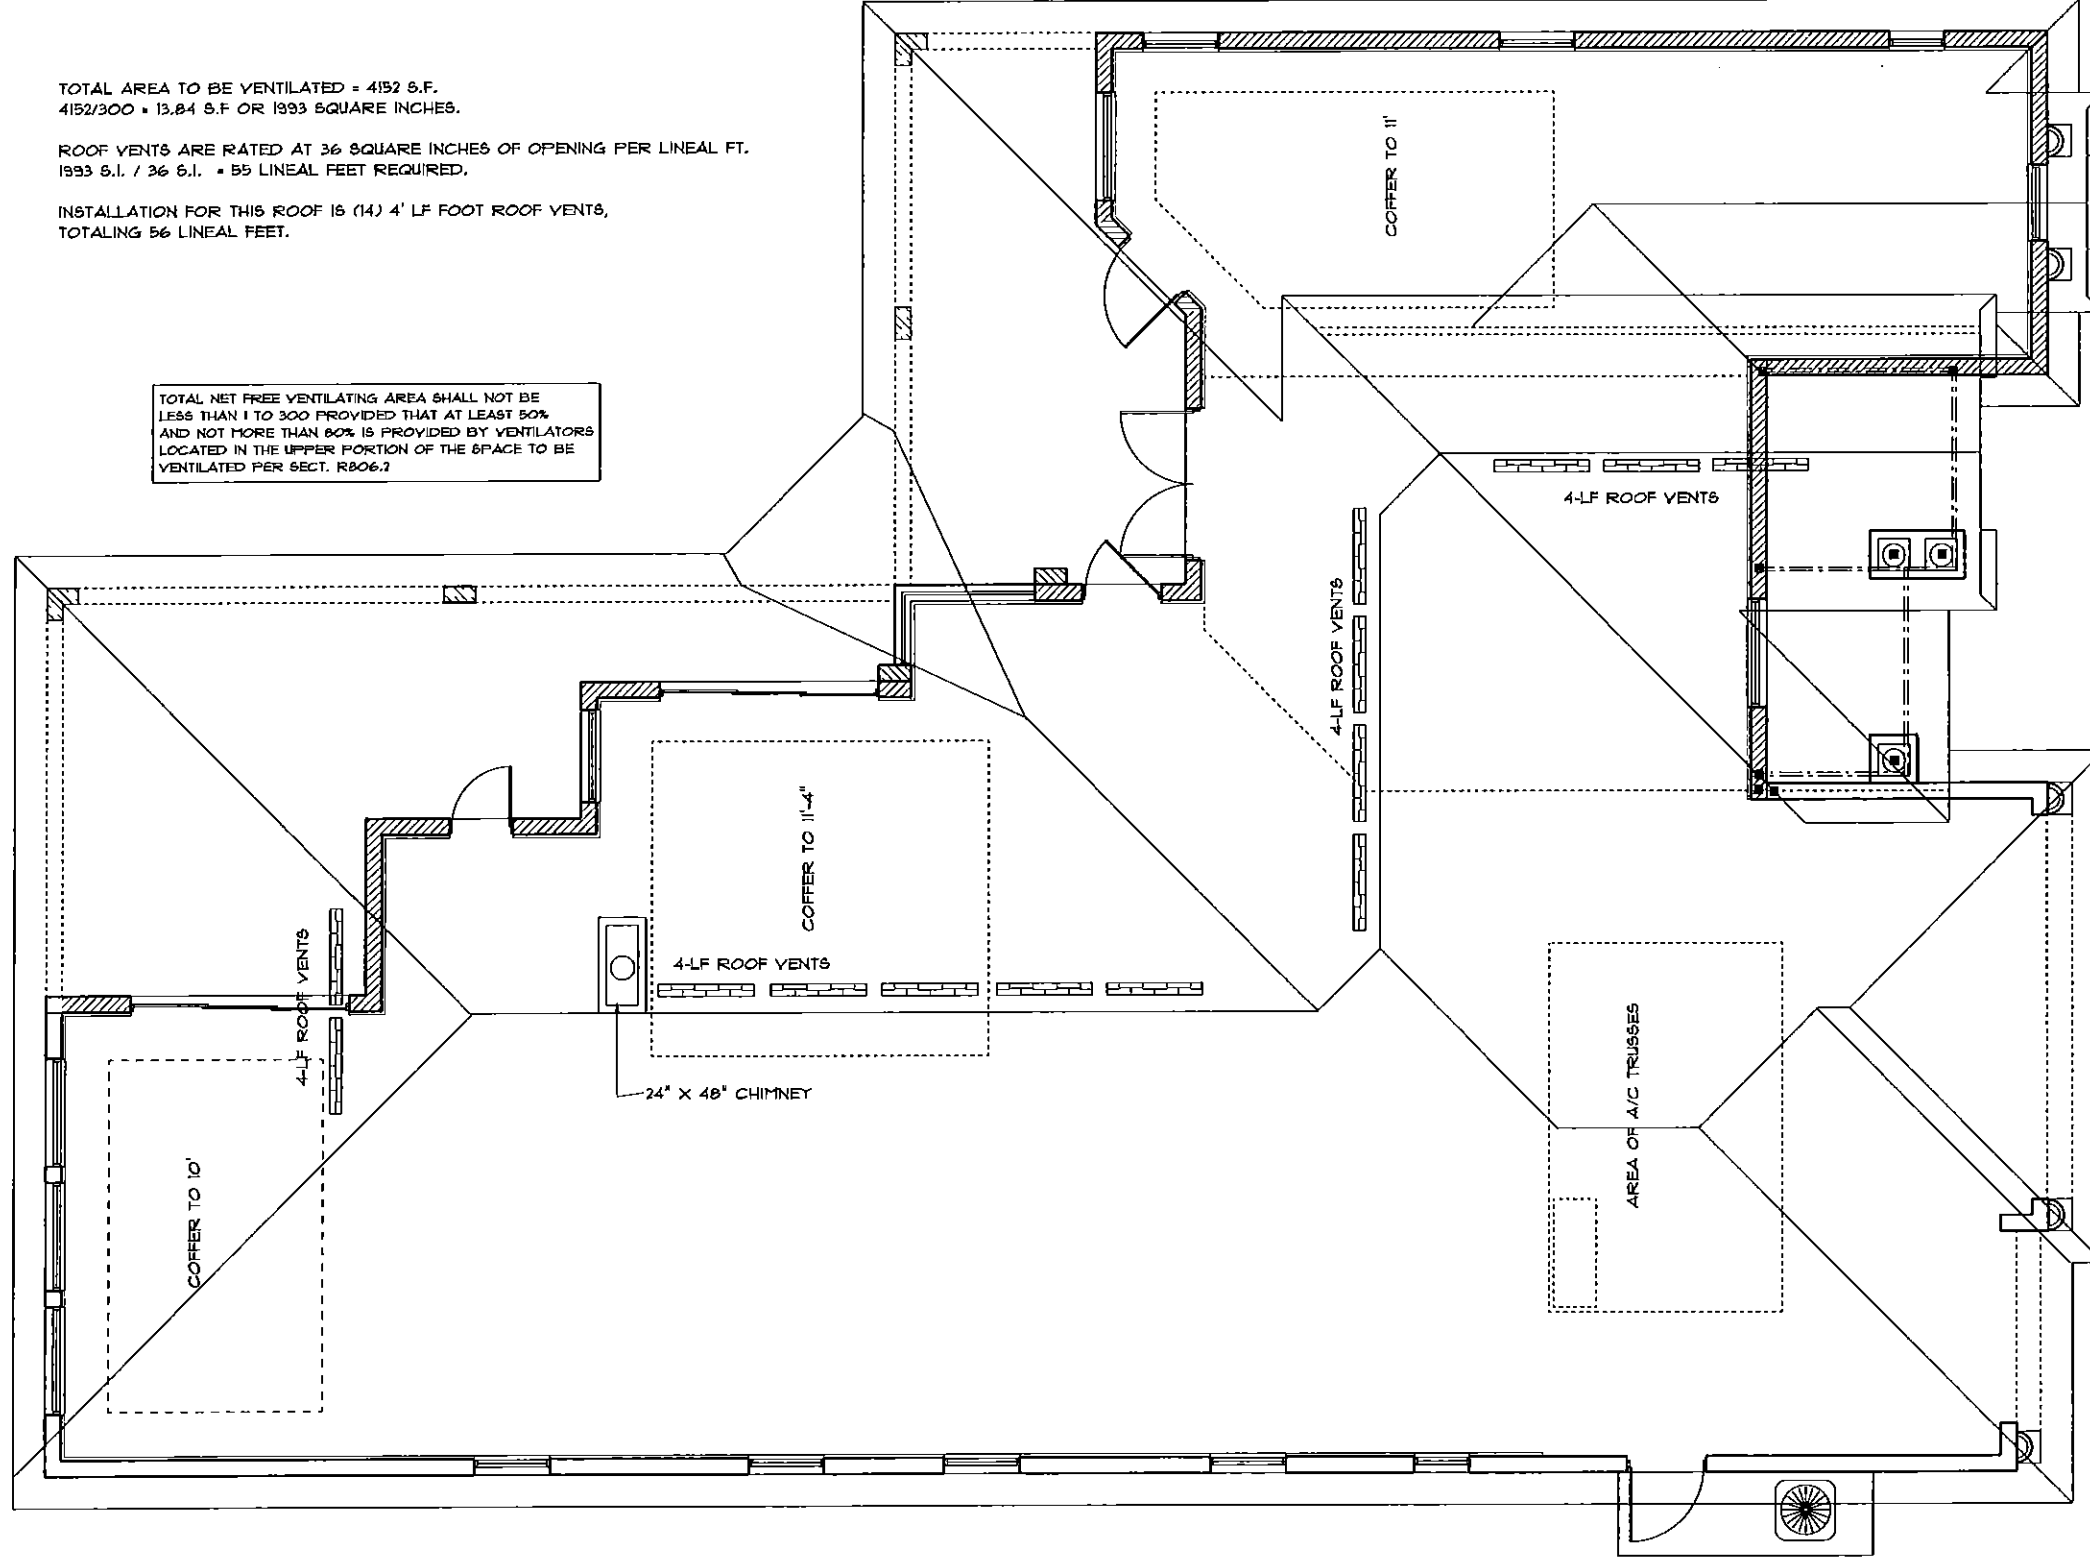 TOTAL AREA TO BE VENTILATED = 4152 S.F.
4152/300 = 13.84 S.F OR 1993 SQUARE INCHES.
ROOF VENTS ARE RATED AT 36 SQUARE INCHES OF OPENING PER LINEAL FT.
1993 S.I. / 36 S.I. = 55 LINEAL FEET REQUIRED.
INSTALLATION FOR THIS ROOF IS (14) 4' LF FOOT ROOF VENTS,
TOTALING 56 LINEAL FEET.
TOTAL NET FREE VENTILATING AREA SHALL NOT BE
LESS THAN 1 TO 300 PROVIDED THAT AT LEAST 50%
AND NOT MORE THAN 80% IS PROVIDED BY VENTILATORS
LOCATED IN THE UPPER PORTION OF THE SPACE TO BE
VENTILATED PER SECT. R806.2
COFFER TO 11'
4-LF ROOF VENTS
4-LF ROOF VENTS
COFFER TO 11'-4"
4-LF ROOF VENTS
4-LF ROOF VENTS
24" X 48" CHIMNEY
AREA OF A/C TRUSSES
COFFER TO 10'